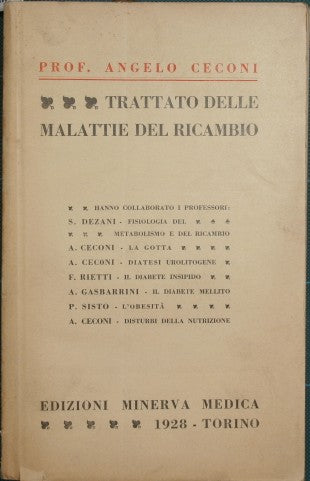 PROF. ANGELO CECONI
TRATTATO DELLE
MALATTIE DEL RICAMBIO
HANNO COLLABORATO I PROFESSORI:
S. DEZANI - FISIOLOGIA DEL
METABOLISMO E DEL RICAMBIO
A. CECONI - LA GOTTA
A. CECONI - DIATESI UROLITOGENE
F. RIETTI - IL DIABETE INSIPIDO
A. GASBARRINI - IL DIABETE MELLITO
P. SISTO - L'OBESITÀ
A. CECONI - DISTURBI DELLA NUTRIZIONE
EDIZIONI MINERVA MEDICA
1928 - TORINO